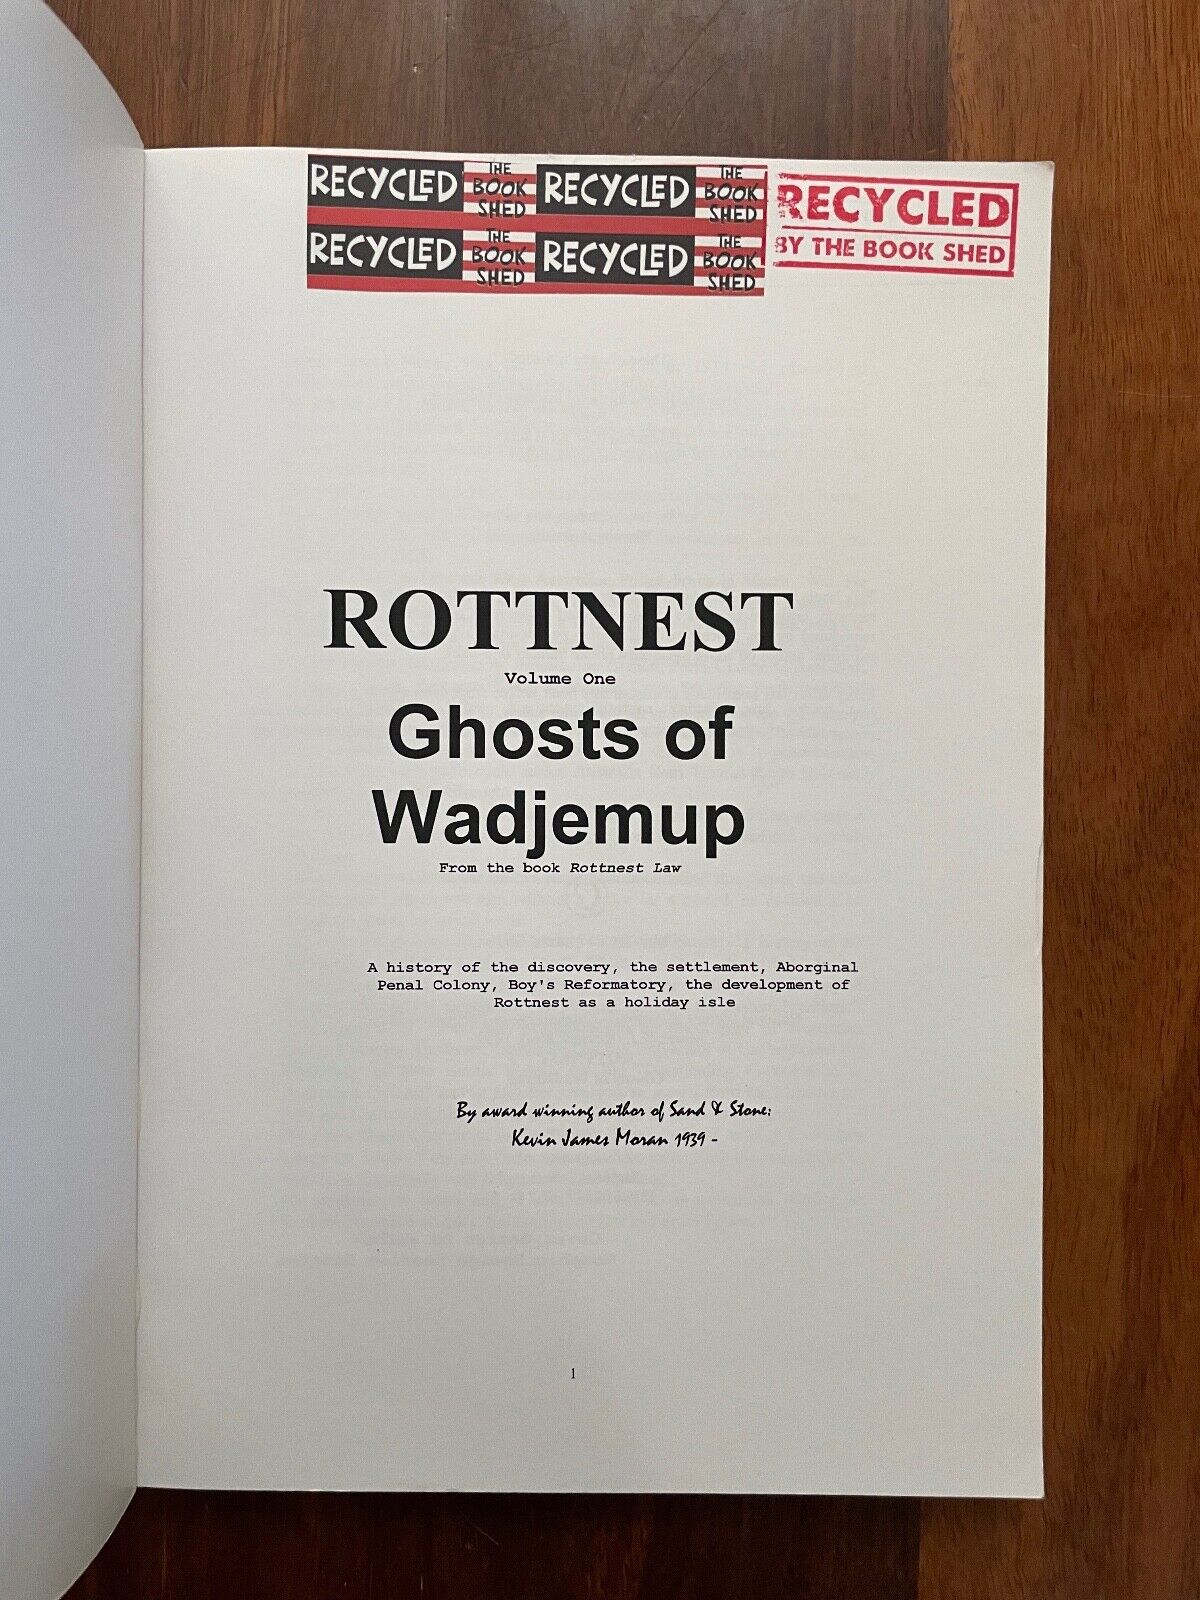 RECYCLED THE BOOK SHED RECYCLED THE BOOK SHED
RECYCLED THE BOOK SHED RECYCLED THE BOOK SHED
RECYCLED
BY THE BOOK SHED
ROTTNEST
Volume One
Ghosts of
Wadjemup
From the book Rottnest Law
A history of the discovery, the settlement, Aborginal
Penal Colony, Boy's Reformatory, the development of
Rottnest as a holiday isle
By award winning author of Sand & Stone:
Kevin James Moran 1939 -
1